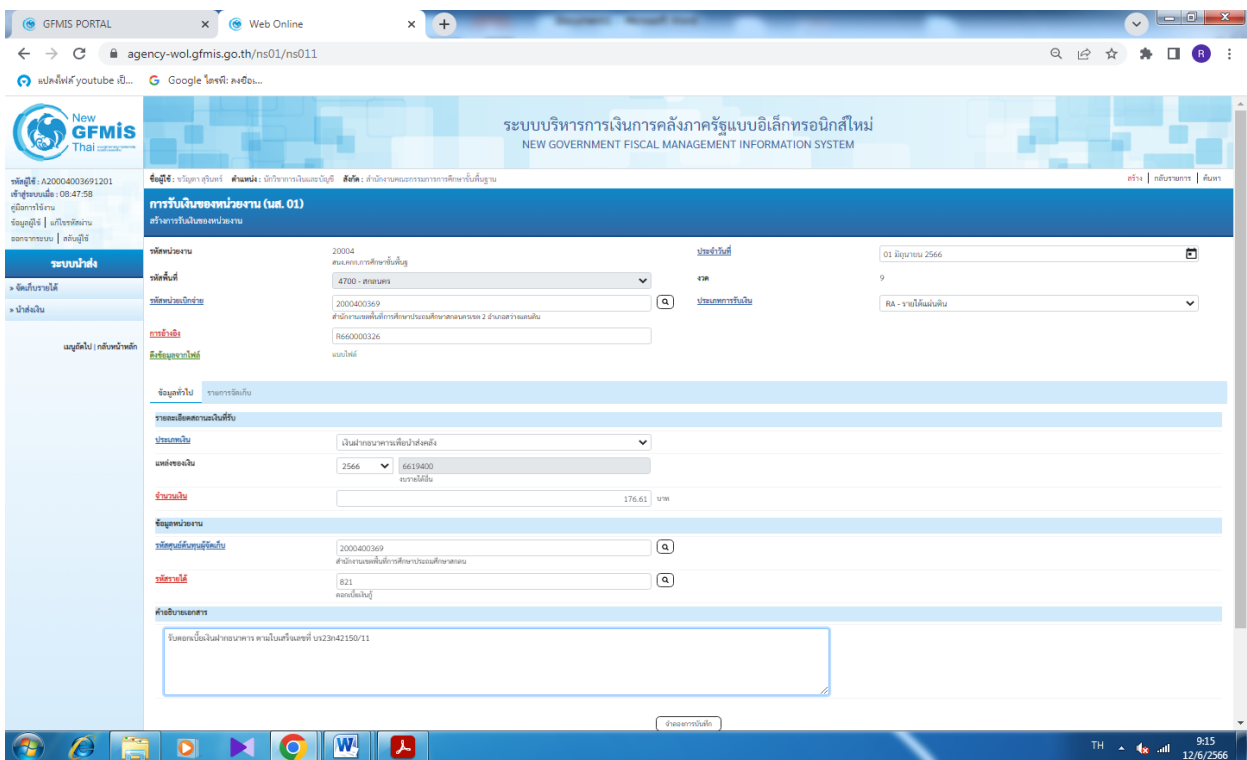 GFMIS PORTAL
Web Online
agency-wol.gfmis.go.th/ns01/ns011
แปลงไฟล์ youtube เป็...
Google
New
GFMIS
Thai
ระบบบริหารการเงินการคลังภาครัฐแบบอิเล็กทรอนิกส์ใหม่
NEW GOVERNMENT FISCAL MANAGEMENT INFORMATION SYSTEM
รหัสผู้ใช้ : A20004003691201
เข้าสู่ระบบเมื่อ : 08:47:58
คู่มือการใช้งาน
ข้อมูลผู้ใช้ | แก้ไขรหัสผ่าน
ออกจากระบบ | สลับผู้ใช้
ระบบนำส่ง
» จัดเก็บรายได้
» นำส่งเงิน
เมนูถัดไป | กลับหน้าหลัก
ชื่อผู้ใช้ : ขวัญตา สุรินทร์ ตำแหน่ง : นักวิชาการเงินและบัญชี สังกัด : สำนักงานคณะกรรมการการศึกษาขั้นพื้นฐาน
สร้าง | กลับรายการ | ค้นหา
การรับเงินของหน่วยงาน (นส. 01)
สร้างการรับเงินของหน่วยงาน
รหัสหน่วยงาน
20004
สนง.คกก.การศึกษาขั้นพื้นฐ
ประจำวันที่
01 มิถุนายน 2566
รหัสพื้นที่
4700 - สกลนคร
งวด
9
รหัสหน่วยเบิกจ่าย
2000400369
สำนักงานเขตพื้นที่การศึกษาประถมศึกษาสกลนครเขต 2 อำเภอสว่างแดนดิน
ประเภทการรับเงิน
RA - รายได้แผ่นดิน
การอ้างอิง
R660000326
ดึงข้อมูลจากไฟล์
แนบไฟล์
ข้อมูลทั่วไป
รายการจัดเก็บ
รายละเอียดสถานะเงินที่รับ
ประเภทเงิน
เงินฝากธนาคารเพื่อนำส่งคลัง
แหล่งของเงิน
2566
6619400
งบรายได้อื่น
จำนวนเงิน
176.61 บาท
ข้อมูลหน่วยงาน
รหัสศูนย์ต้นทุนผู้จัดเก็บ
2000400369
สำนักงานเขตพื้นที่การศึกษาประถมศึกษาสกลน
รหัสรายได้
821
ดอกเบี้ยเงินกู้
คำอธิบายเอกสาร
รับดอกเบี้ยเงินฝากธนาคาร ตามใบเสร็จเลขที่ บร23ก42150/11
จำลองการบันทึก
TH
9:15
12/6/2566